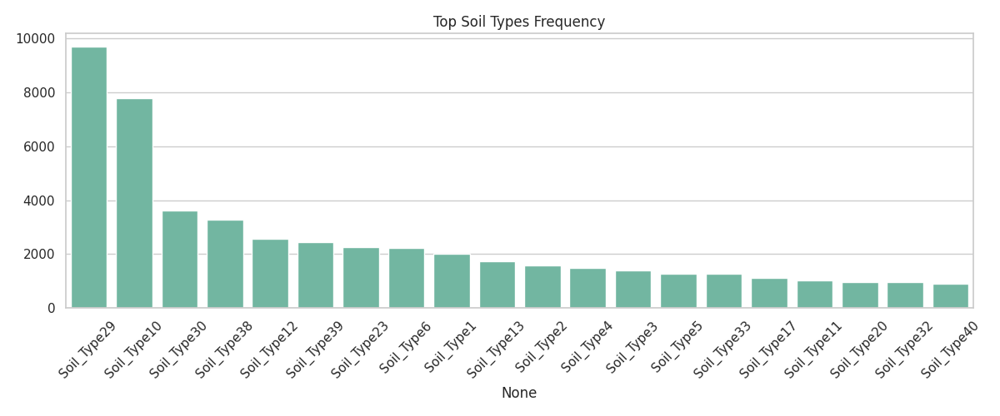 Top Soil Types Frequency
10000
8000
6000
4000
2000
0
Soil_Type29
Soil_Type10
Soil_Type30
Soil_Type38
Soil_Type12
Soil_Type39
Soil_Type23
Soil_Type6
Soil_Type1
Soil_Type13
Soil_Type2
Soil_Type4
Soil_Type3
Soil_Type5
Soil_Type33
Soil_Type17
Soil_Type11
Soil_Type20
Soil_Type32
Soil_Type40
None